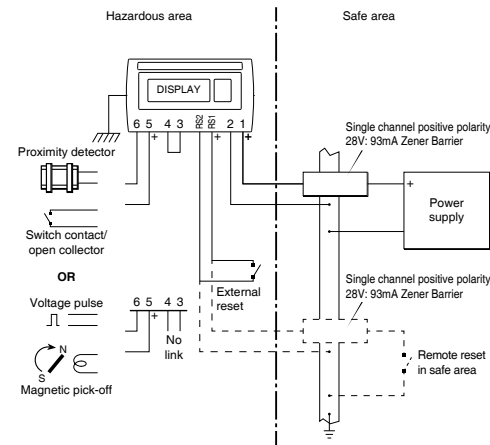 Hazardous area
Safe area
DISPLAY
6 5 + 4 3 RS2 RS1 + 2 1 +
Single channel positive polarity
28V: 93mA Zener Barrier
Proximity detector
+
Power
supply
Switch contact/
open collector
OR
External
reset
Single channel positive polarity
28V: 93mA Zener Barrier
Voltage pulse
6 5 + 4 3
No
link
N
S
Magnetic pick-off
Remote reset
in safe area